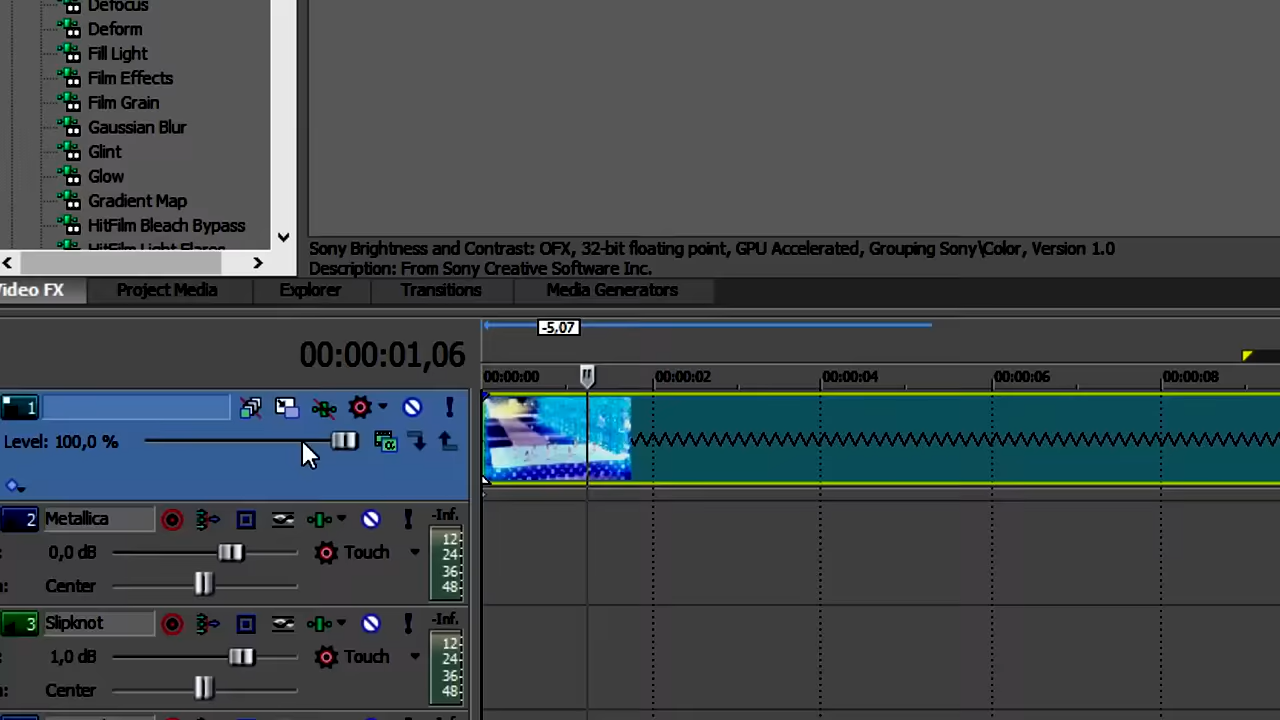 Defocus
Deform
Fill Light
Film Effects
Film Grain
Gaussian Blur
Glint
Glow
Gradient Map
HitFilm Bleach Bypass
HitFilm Light Flares
Sony Brightness and Contrast: OFX, 32-bit floating point, GPU Accelerated, Grouping Sony\Color, Version 1.0
Description: From Sony Creative Software Inc.
Video FX Project Media Explorer Transitions Media Generators
-5,07
00:00:01,06
00:00:00 00:00:02 00:00:04 00:00:06 00:00:08
1
Level: 100,0 %
2 Metallica -Inf.
0,0 dB Touch
Center
12
24
36
48
3 Slipknot -Inf.
1,0 dB Touch
Center
12
24
36
48